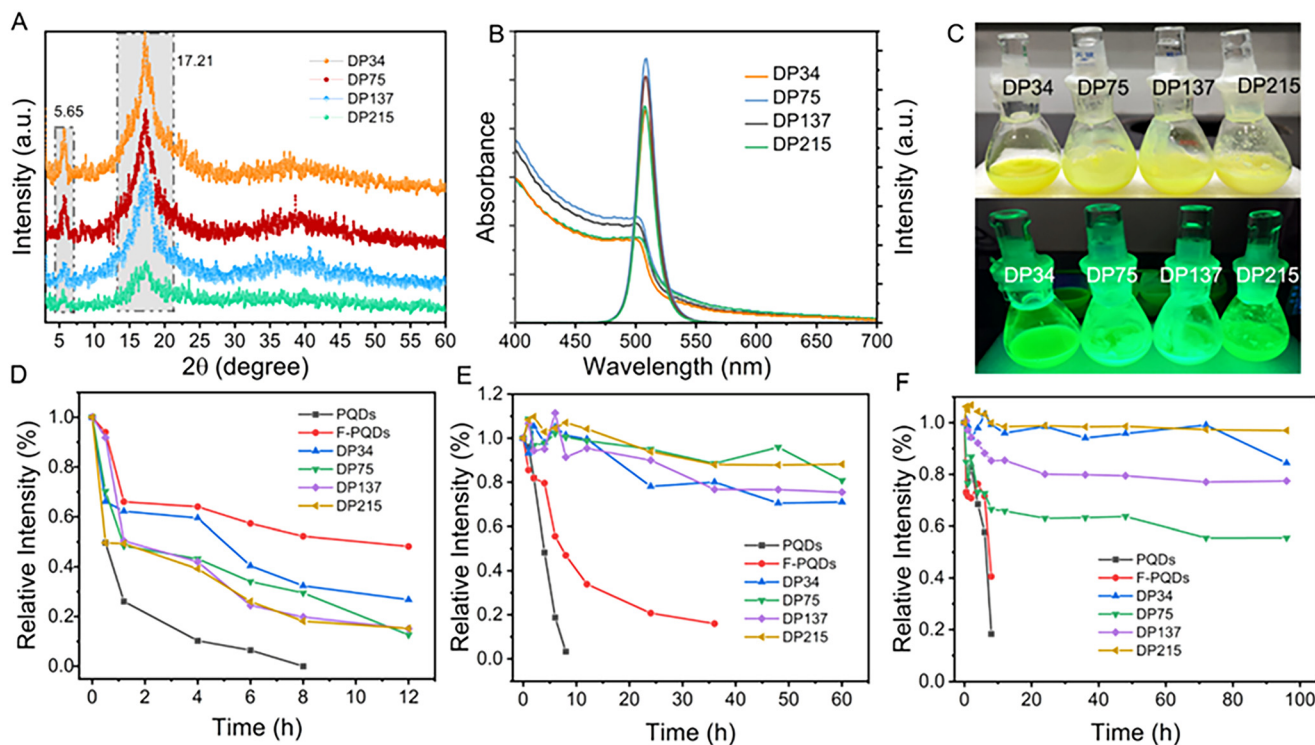 A
Intensity (a.u.)
5.65
17.21
DP34
DP75
DP137
DP215
5 10 15 20 25 30 35 40 45 50 55 60
2θ (degree)
B
Absorbance
Intensity (a.u.)
DP34
DP75
DP137
DP215
400 450 500 550 600 650 700
Wavelength (nm)
C
DP34 DP75 DP137 DP215
DP34 DP75 DP137 DP215
D
Relative Intensity (%)
1.0
0.8
0.6
0.4
0.2
0.0
PQDs
F-PQDs
DP34
DP75
DP137
DP215
0 2 4 6 8 10 12
Time (h)
E
Relative Intensity (%)
1.2
1.0
0.8
0.6
0.4
0.2
0.0
PQDs
F-PQDs
DP34
DP75
DP137
DP215
0 10 20 30 40 50 60
Time (h)
F
Relative Intensity (%)
1.0
0.8
0.6
0.4
0.2
0.0
PQDs
F-PQDs
DP34
DP75
DP137
DP215
0 20 40 60 80 100
Time (h)